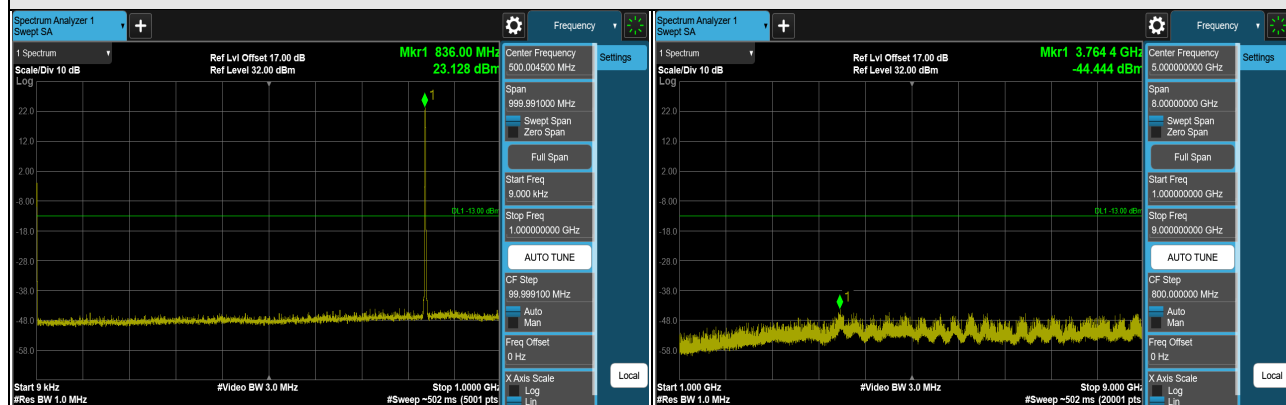 Spectrum Analyzer 1
Swept SA
+
Frequency
1 Spectrum
Scale/Div 10 dB
Log
Ref Lvl Offset 17.00 dB
Ref Level 32.00 dBm
Mkr1 836.00 MHz
23.128 dBm
22.0
12.0
2.00
-8.00
-18.0
-28.0
-38.0
-48.0
-58.0
1
DL1 -13.00 dBm
Start 9 kHz
#Res BW 1.0 MHz
#Video BW 3.0 MHz
Stop 1.0000 GHz
#Sweep ~502 ms (5001 pts)
Center Frequency
500.004500 MHz
Span
999.991000 MHz
Swept Span
Zero Span
Full Span
Start Freq
9.000 kHz
Stop Freq
1.000000000 GHz
AUTO TUNE
CF Step
99.999100 MHz
Auto
Man
Freq Offset
0 Hz
X Axis Scale
Log
Lin
Settings
Local
Spectrum Analyzer 1
Swept SA
+
Frequency
1 Spectrum
Scale/Div 10 dB
Log
Ref Lvl Offset 17.00 dB
Ref Level 32.00 dBm
Mkr1 3.764 4 GHz
-44.444 dBm
22.0
12.0
2.00
-8.00
-18.0
-28.0
-38.0
-48.0
-58.0
1
DL1 -13.00 dBm
Start 1.000 GHz
#Res BW 1.0 MHz
#Video BW 3.0 MHz
Stop 9.000 GHz
#Sweep ~502 ms (20001 pts)
Center Frequency
5.000000000 GHz
Span
8.00000000 GHz
Swept Span
Zero Span
Full Span
Start Freq
1.000000000 GHz
Stop Freq
9.000000000 GHz
AUTO TUNE
CF Step
800.000000 MHz
Auto
Man
Freq Offset
0 Hz
X Axis Scale
Log
Lin
Settings
Local